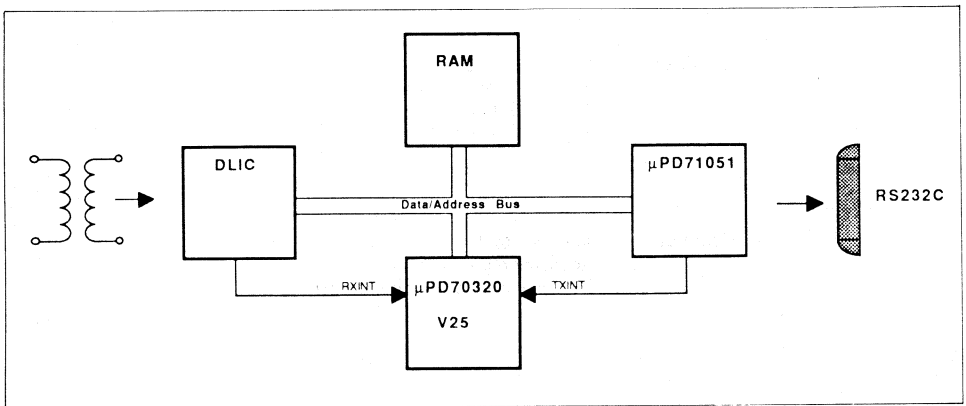 RAM
DLIC
μPD71051
Data/Address Bus
RS232C
RXINT
μPD70320
TXINT
V25